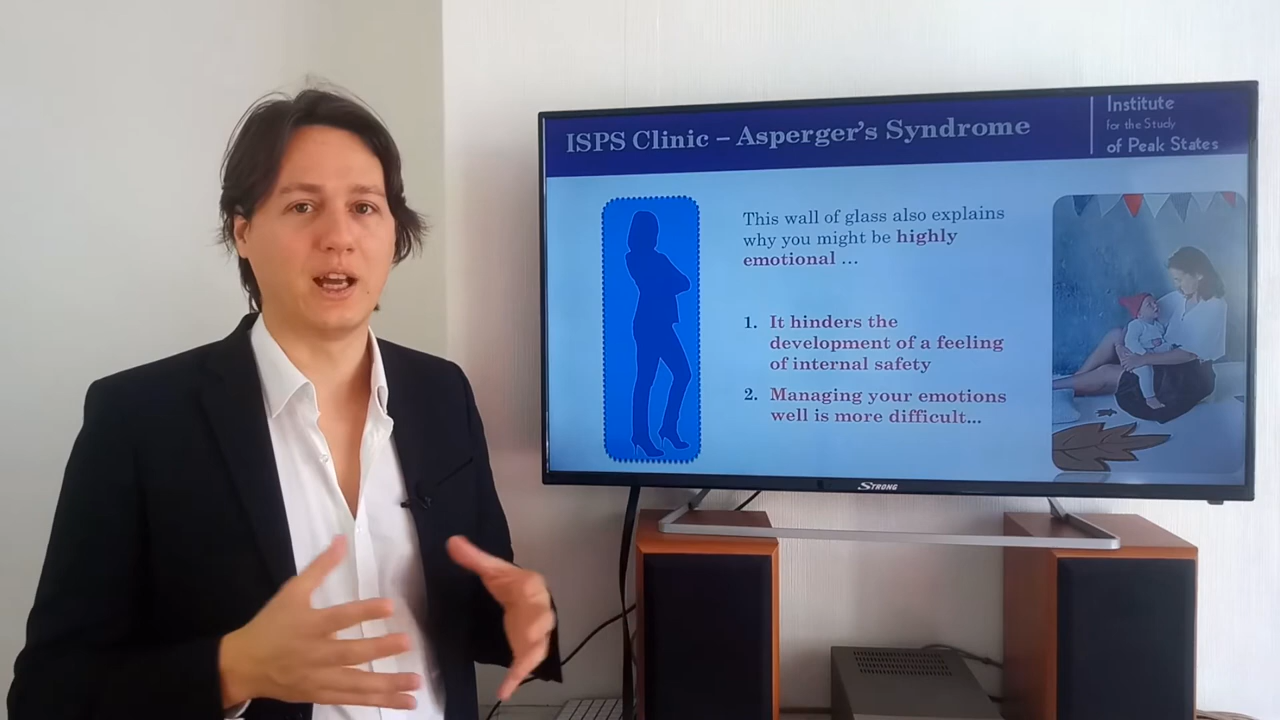 ISPS Clinic – Asperger's Syndrome
Institute
for the Study
of Peak States
This wall of glass also explains
why you might be highly
emotional ...
1. It hinders the
development of a feeling
of internal safety
2. Managing your emotions
well is more difficult...
STRONG